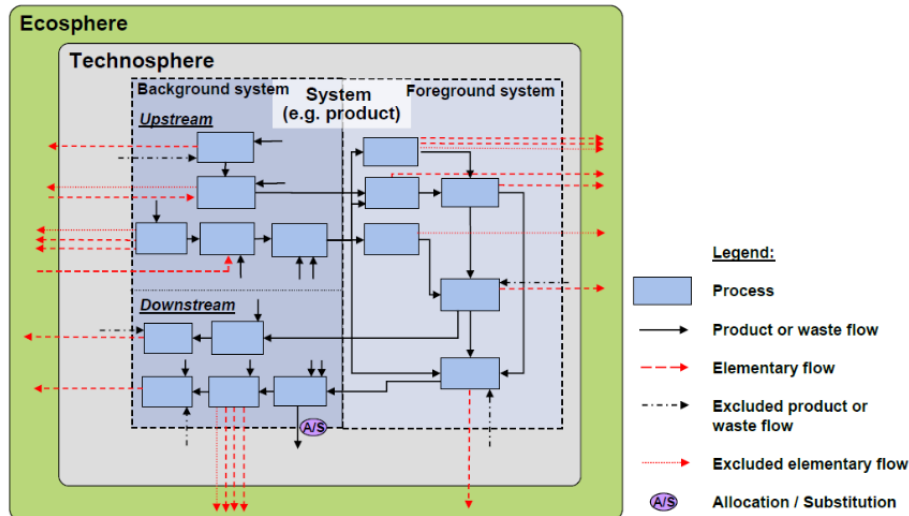 Ecosphere
Technosphere
Background system
System
(e.g. product)
Foreground system
Upstream
Downstream
A/S
Legend:
Process
Product or waste flow
Elementary flow
Excluded product or
waste flow
Excluded elementary flow
A/S
Allocation / Substitution